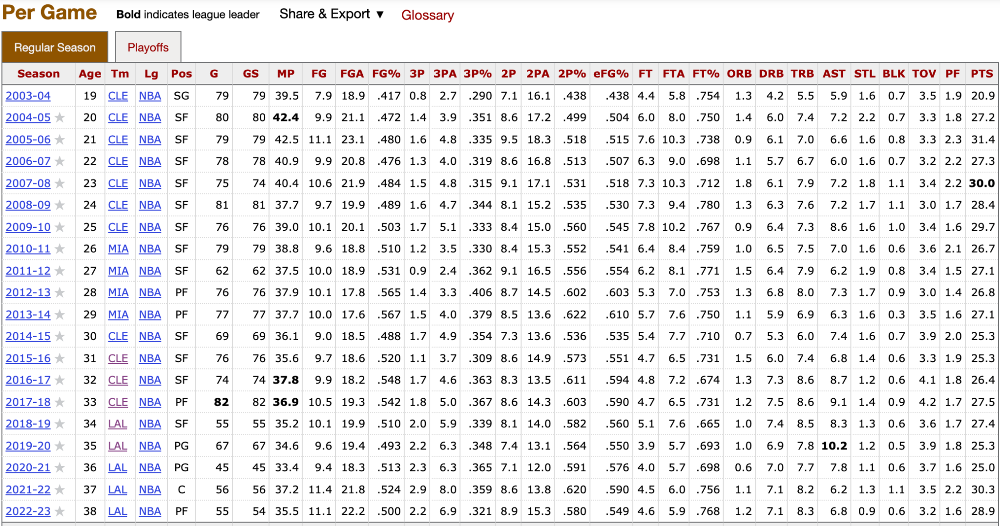 Per Game Bold indicates league leader Share & Export ▼ Glossary
Regular Season Playoffs
Season Age Tm Lg Pos G GS MP FG FGA FG% 3P 3PA 3P% 2P 2PA 2P% eFG% FT FTA FT% ORB DRB TRB AST STL BLK TOV PF PTS
2003-04 19 CLE NBA SG 79 79 39.5 7.9 18.9 .417 0.8 2.7 .290 7.1 16.1 .438 .438 4.4 5.8 .754 1.3 4.2 5.5 5.9 1.6 0.7 3.5 1.9 20.9
2004-05 ★ 20 CLE NBA SF 80 80 42.4 9.9 21.1 .472 1.4 3.9 .351 8.6 17.2 .499 .504 6.0 8.0 .750 1.4 6.0 7.4 7.2 2.2 0.7 3.3 1.8 27.2
2005-06 ★ 21 CLE NBA SF 79 79 42.5 11.1 23.1 .480 1.6 4.8 .335 9.5 18.3 .518 .515 7.6 10.3 .738 0.9 6.1 7.0 6.6 1.6 0.8 3.3 2.3 31.4
2006-07 ★ 22 CLE NBA SF 78 78 40.9 9.9 20.8 .476 1.3 4.0 .319 8.6 16.8 .513 .507 6.3 9.0 .698 1.1 5.7 6.7 6.0 1.6 0.7 3.2 2.2 27.3
2007-08 ★ 23 CLE NBA SF 75 74 40.4 10.6 21.9 .484 1.5 4.8 .315 9.1 17.1 .531 .518 7.3 10.3 .712 1.8 6.1 7.9 7.2 1.8 1.1 3.4 2.2 30.0
2008-09 ★ 24 CLE NBA SF 81 81 37.7 9.7 19.9 .489 1.6 4.7 .344 8.1 15.2 .535 .530 7.3 9.4 .780 1.3 6.3 7.6 7.2 1.7 1.1 3.0 1.7 28.4
2009-10 ★ 25 CLE NBA SF 76 76 39.0 10.1 20.1 .503 1.7 5.1 .333 8.4 15.0 .560 .545 7.8 10.2 .767 0.9 6.4 7.3 8.6 1.6 1.0 3.4 1.6 29.7
2010-11 ★ 26 MIA NBA SF 79 79 38.8 9.6 18.8 .510 1.2 3.5 .330 8.4 15.3 .552 .541 6.4 8.4 .759 1.0 6.5 7.5 7.0 1.6 0.6 3.6 2.1 26.7
2011-12 ★ 27 MIA NBA SF 62 62 37.5 10.0 18.9 .531 0.9 2.4 .362 9.1 16.5 .556 .554 6.2 8.1 .771 1.5 6.4 7.9 6.2 1.9 0.8 3.4 1.5 27.1
2012-13 ★ 28 MIA NBA PF 76 76 37.9 10.1 17.8 .565 1.4 3.3 .406 8.7 14.5 .602 .603 5.3 7.0 .753 1.3 6.8 8.0 7.3 1.7 0.9 3.0 1.4 26.8
2013-14 ★ 29 MIA NBA PF 77 77 37.7 10.0 17.6 .567 1.5 4.0 .379 8.5 13.6 .622 .610 5.7 7.6 .750 1.1 5.9 6.9 6.3 1.6 0.3 3.5 1.6 27.1
2014-15 ★ 30 CLE NBA SF 69 69 36.1 9.0 18.5 .488 1.7 4.9 .354 7.3 13.6 .536 .535 5.4 7.7 .710 0.7 5.3 6.0 7.4 1.6 0.7 3.9 2.0 25.3
2015-16 ★ 31 CLE NBA SF 76 76 35.6 9.7 18.6 .520 1.1 3.7 .309 8.6 14.9 .573 .551 4.7 6.5 .731 1.5 6.0 7.4 6.8 1.4 0.6 3.3 1.9 25.3
2016-17 ★ 32 CLE NBA SF 74 74 37.8 9.9 18.2 .548 1.7 4.6 .363 8.3 13.5 .611 .594 4.8 7.2 .674 1.3 7.3 8.6 8.7 1.2 0.6 4.1 1.8 26.4
2017-18 ★ 33 CLE NBA PF 82 82 36.9 10.5 19.3 .542 1.8 5.0 .367 8.6 14.3 .603 .590 4.7 6.5 .731 1.2 7.5 8.6 9.1 1.4 0.9 4.2 1.7 27.5
2018-19 ★ 34 LAL NBA SF 55 55 35.2 10.1 19.9 .510 2.0 5.9 .339 8.1 14.0 .582 .560 5.1 7.6 .665 1.0 7.4 8.5 8.3 1.3 0.6 3.6 1.7 27.4
2019-20 ★ 35 LAL NBA PG 67 67 34.6 9.6 19.4 .493 2.2 6.3 .348 7.4 13.1 .564 .550 3.9 5.7 .693 1.0 6.9 7.8 10.2 1.2 0.5 3.9 1.8 25.3
2020-21 ★ 36 LAL NBA PG 45 45 33.4 9.4 18.3 .513 2.3 6.3 .365 7.1 12.0 .591 .576 4.0 5.7 .698 0.6 7.0 7.7 7.8 1.1 0.6 3.7 1.6 25.0
2021-22 ★ 37 LAL NBA C 56 56 37.2 11.4 21.8 .524 2.9 8.0 .359 8.6 13.8 .620 .590 4.5 6.0 .756 1.1 7.1 8.2 6.2 1.3 1.1 3.5 2.2 30.3
2022-23 ★ 38 LAL NBA PF 55 54 35.5 11.1 22.2 .500 2.2 6.9 .321 8.9 15.3 .580 .549 4.6 5.9 .768 1.2 7.1 8.3 6.8 0.9 0.6 3.2 1.6 28.9